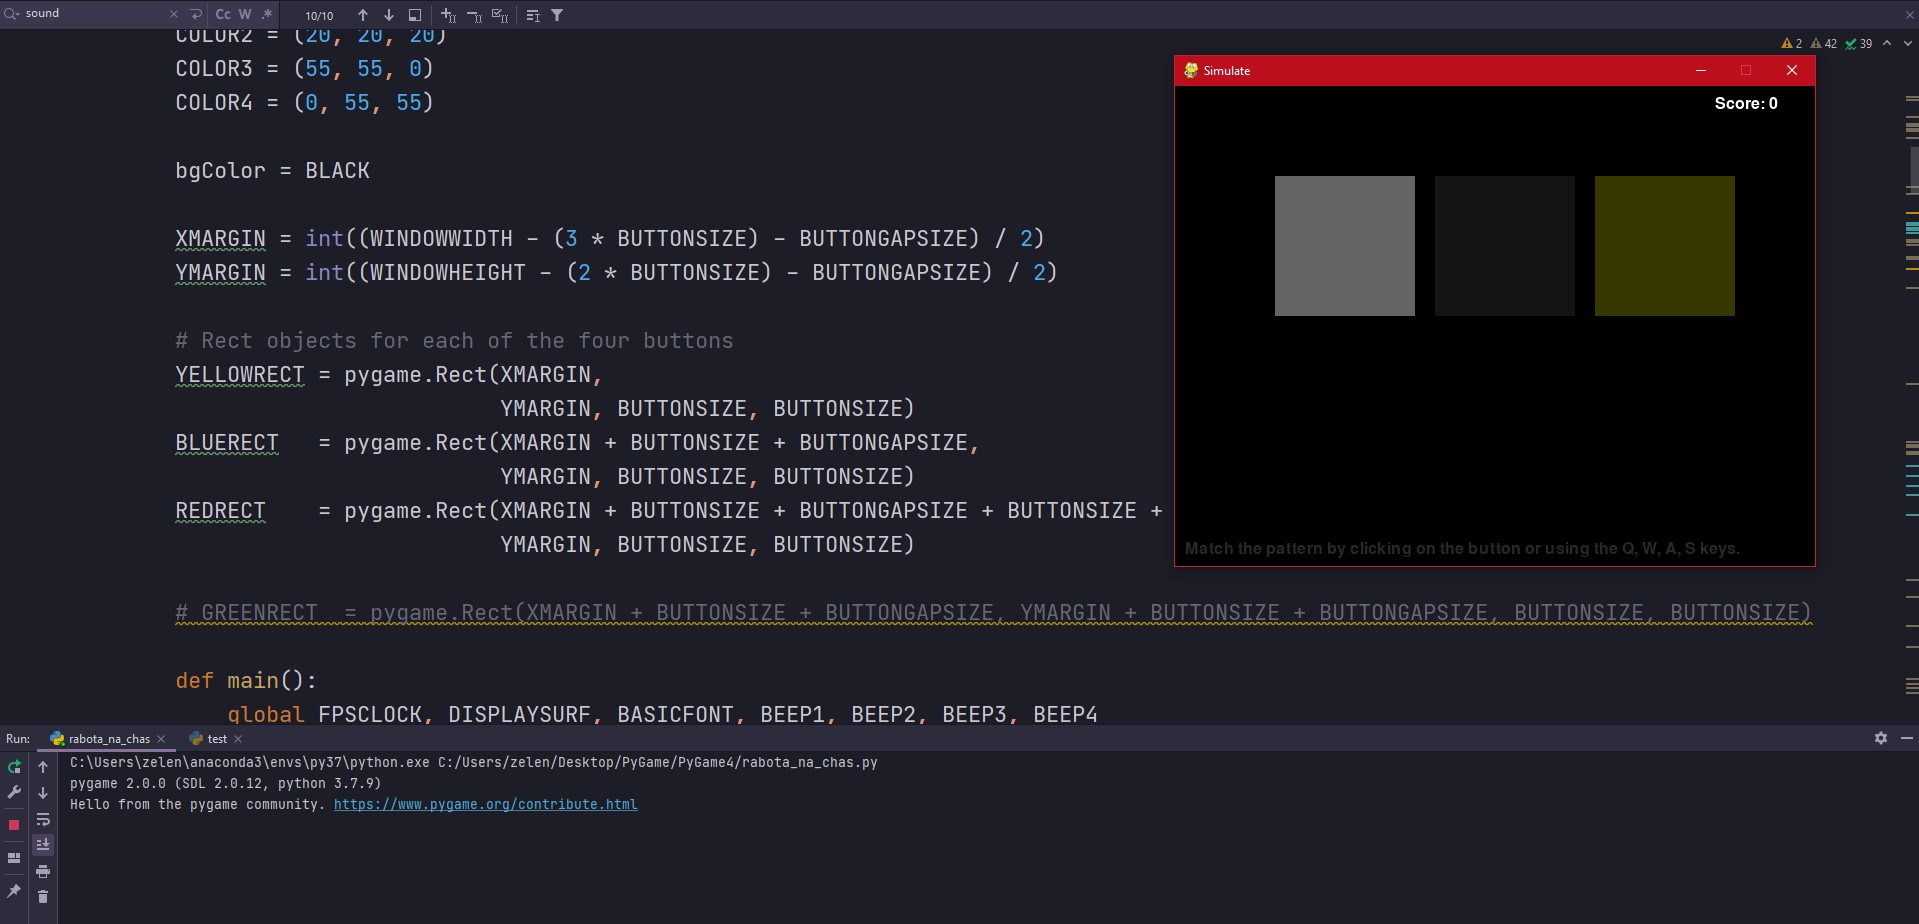 sound
Cc W .*
10/10
COLOR2 = (20, 20, 20)
2 42 39
COLOR3 = (55, 55, 0)
COLOR4 = (0, 55, 55)
bgColor = BLACK
XMARGIN = int((WINDOWWIDTH - (3 * BUTTONSIZE) - BUTTONGAPSIZE) / 2)
YMARGIN = int((WINDOWHEIGHT - (2 * BUTTONSIZE) - BUTTONGAPSIZE) / 2)
# Rect objects for each of the four buttons
YELLOWRECT = pygame.Rect(XMARGIN,
YMARGIN, BUTTONSIZE, BUTTONSIZE)
BLUERECT   = pygame.Rect(XMARGIN + BUTTONSIZE + BUTTONGAPSIZE,
YMARGIN, BUTTONSIZE, BUTTONSIZE)
REDRECT    = pygame.Rect(XMARGIN + BUTTONSIZE + BUTTONGAPSIZE + BUTTONSIZE +
YMARGIN, BUTTONSIZE, BUTTONSIZE)
# GREENRECT  = pygame.Rect(XMARGIN + BUTTONSIZE + BUTTONGAPSIZE, YMARGIN + BUTTONSIZE + BUTTONGAPSIZE, BUTTONSIZE, BUTTONSIZE)
def main():
global FPSCLOCK, DISPLAYSURF, BASICFONT, BEEP1, BEEP2, BEEP3, BEEP4
Simulate
Score: 0
Match the pattern by clicking on the button or using the Q, W, A, S keys.
Run: rabota_na_chas test
C:\Users\zelen\anaconda3\envs\py37\python.exe C:/Users/zelen/Desktop/PyGame/PyGame4/rabota_na_chas.py
pygame 2.0.0 (SDL 2.0.12, python 3.7.9)
Hello from the pygame community. https://www.pygame.org/contribute.html